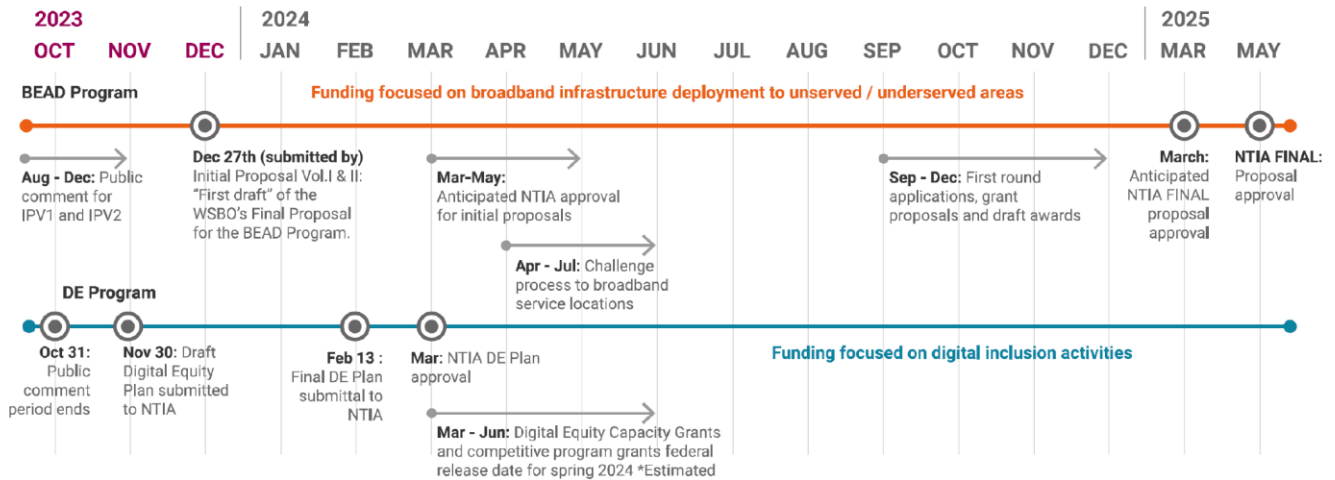 2023
2024
2025
OCT NOV DEC JAN FEB MAR APR MAY JUN JUL AUG SEP OCT NOV DEC MAR MAY
BEAD Program
Funding focused on broadband infrastructure deployment to unserved / underserved areas
Aug - Dec: Public
comment for
IPV1 and IPV2
Dec 27th (submitted by)
Initial Proposal Vol.I & II:
“First draft” of the
WSBO’s Final Proposal
for the BEAD Program.
Mar-May:
Anticipated NTIA approval
for initial proposals
Apr - Jul: Challenge
process to broadband
service locations
Sep - Dec: First round
applications, grant
proposals and draft awards
March:
Anticipated
NTIA FINAL
proposal
approval
NTIA FINAL:
Proposal
approval
DE Program
Funding focused on digital inclusion activities
Oct 31:
Public
comment
period ends
Nov 30: Draft
Digital Equity
Plan submitted
to NTIA
Feb 13 :
Final DE Plan
submittal to
NTIA
Mar: NTIA DE Plan
approval
Mar - Jun: Digital Equity Capacity Grants
and competitive program grants federal
release date for spring 2024 *Estimated